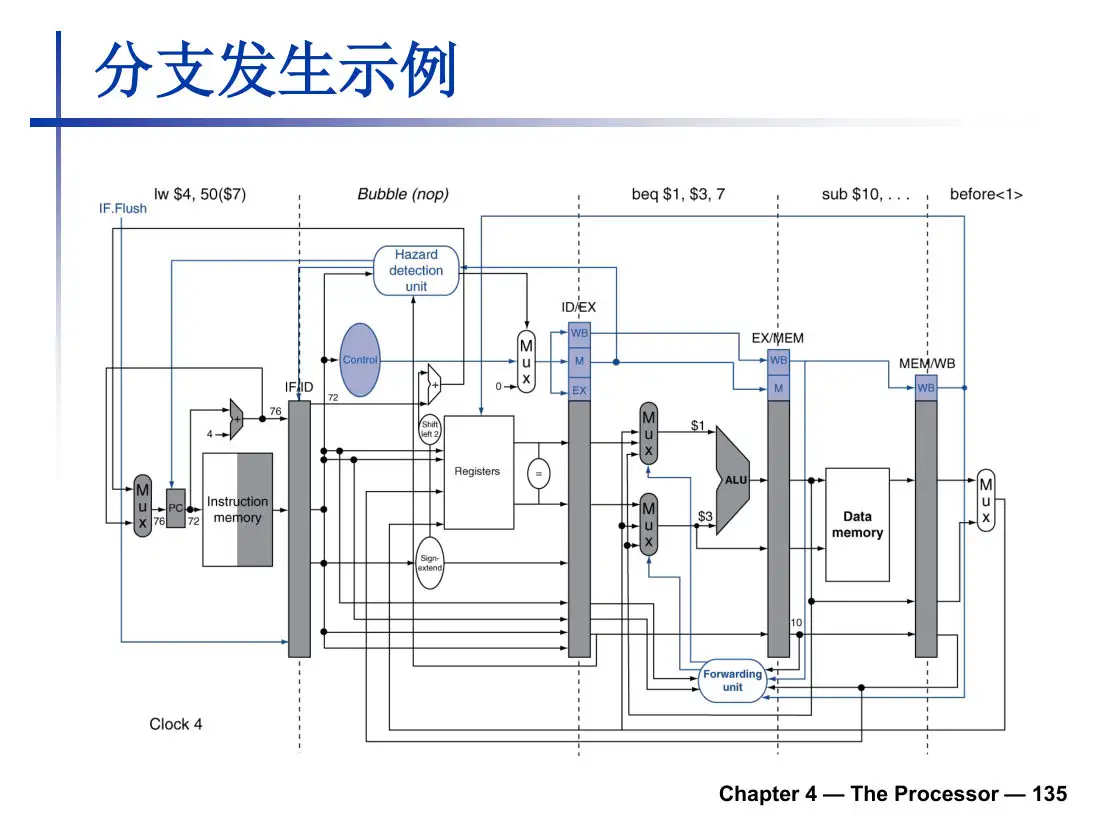 分支发生示例
lw $4, 50($7)
Bubble (nop)
beq $1, $3, 7
sub $10, . . .
before<1>
IF.Flush
Hazard
detection
unit
ID/EX
WB
M
EX
EX/MEM
WB
M
MEM/WB
WB
Control
M
u
x
0
IF/ID
72
+
4
+
76
Shift
left 2
Registers
=
M
u
x
$1
ALU
M
u
x
76
PC
72
Instruction
memory
M
u
x
$3
Data
memory
M
u
x
Sign-
extend
10
Forwarding
unit
Clock 4
Chapter 4 — The Processor — 135